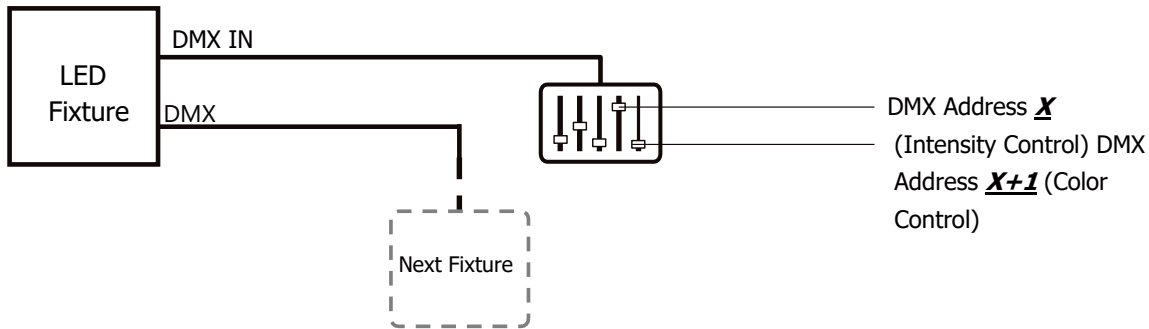 DMX IN
LED
Fixture
DMX
DMX Address X
(Intensity Control) DMX
Address X+1 (Color
Control)
Next Fixture